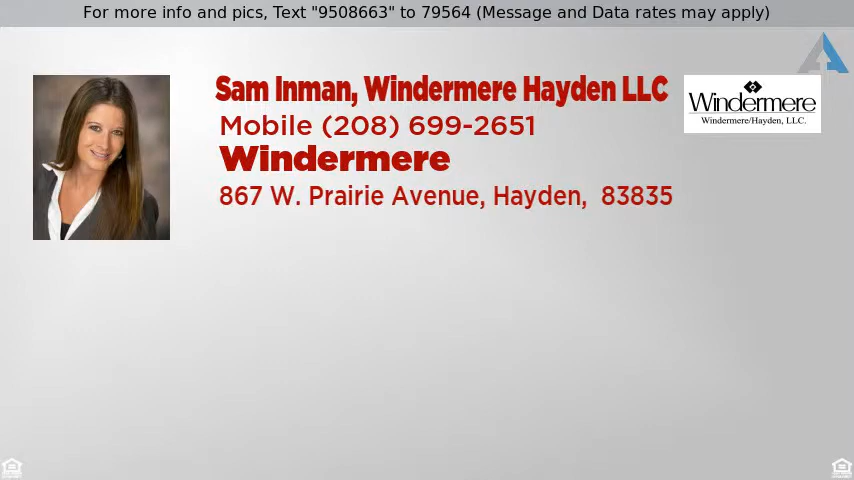 For more info and pics, Text "9508663" to 79564 (Message and Data rates may apply)
Sam Inman, Windermere Hayden LLC
Mobile (208) 699-2651
Windermere
867 W. Prairie Avenue, Hayden,  83835
Windermere
Windermere/Hayden, LLC.